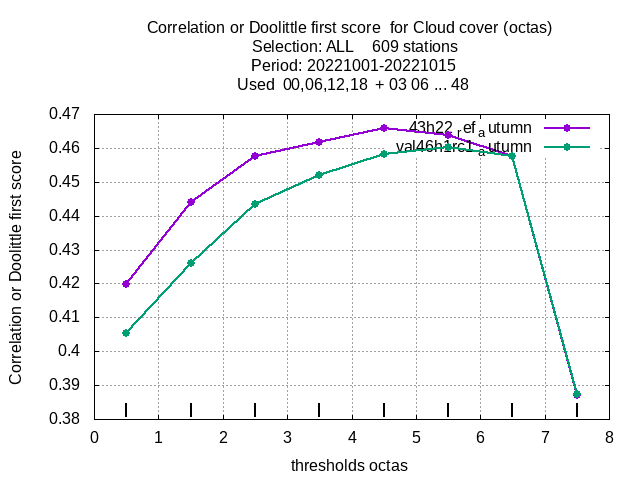 Correlation or Doolittle first score  for Cloud cover (octas)
Selection: ALL    609 stations
Period: 20221001-20221015
Used  00,06,12,18  + 03 06 ... 48
0.47
0.46
0.45
0.44
0.43
0.42
0.41
0.4
0.39
0.38
Correlation or Doolittle first score
43h22_ref_autumn
val46h1rc1_autumn
0 1 2 3 4 5 6 7 8
thresholds octas